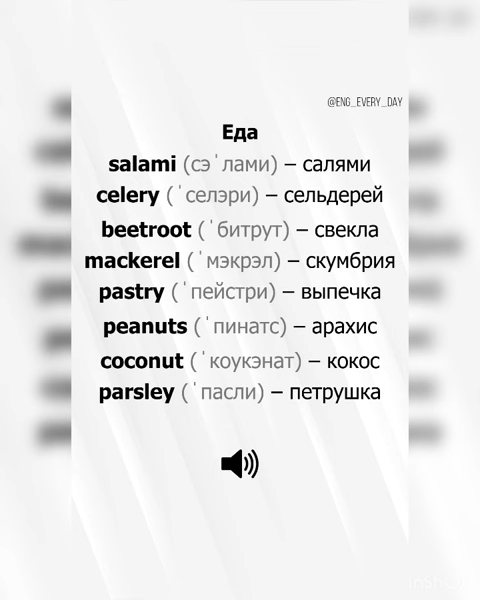 @ENG_EVERY_DAY
Еда
salami (сэˈлами) – салями
celery (ˈселэри) – сельдерей
beetroot (ˈбитрут) – свекла
mackerel (ˈмэкрэл) – скумбрия
pastry (ˈпейстри) – выпечка
peanuts (ˈпинатс) – арахис
coconut (ˈкоукэнат) – кокос
parsley (ˈпасли) – петрушка